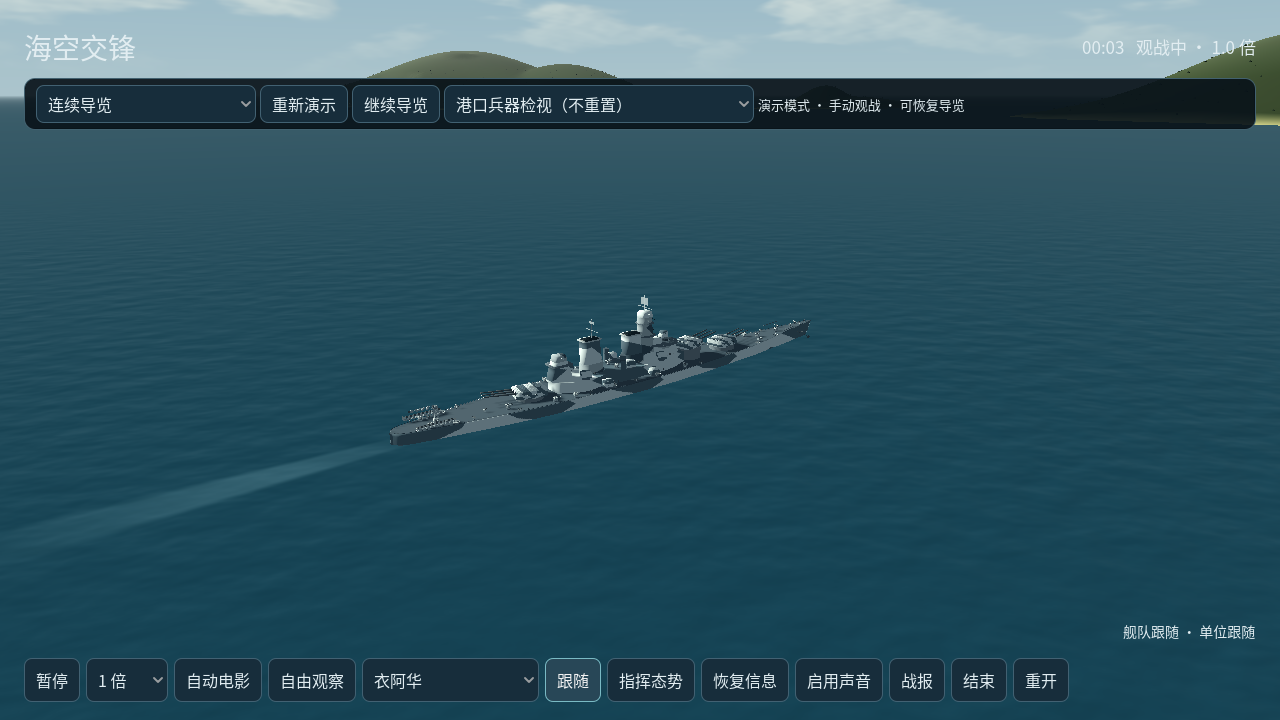 海空交锋
00:03 观战中 · 1.0 倍
连续导览 重新演示 继续导览 港口兵器检视（不重置） 演示模式 · 手动观战 · 可恢复导览
舰队跟随 · 单位跟随
暂停 1 倍 自动电影 自由观察 衣阿华 跟随 指挥态势 恢复信息 启用声音 战报 结束 重开